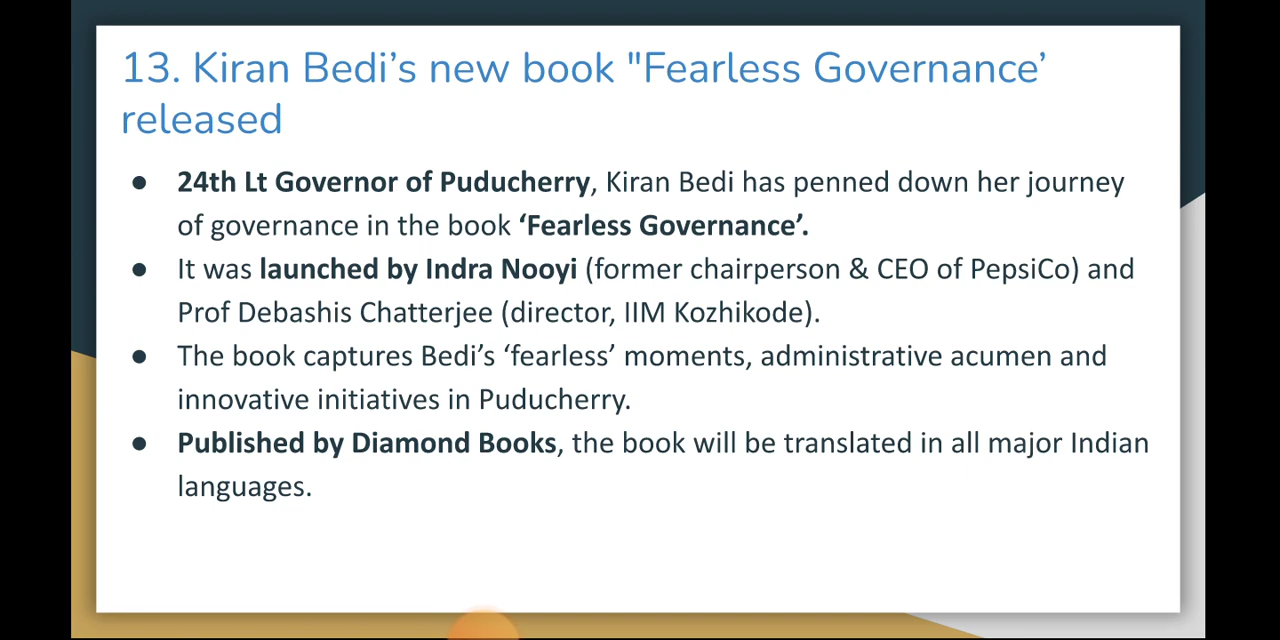 13. Kiran Bedi’s new book "Fearless Governance’
released
● 24th Lt Governor of Puducherry, Kiran Bedi has penned down her journey
of governance in the book ‘Fearless Governance’.
● It was launched by Indra Nooyi (former chairperson & CEO of PepsiCo) and
Prof Debashis Chatterjee (director, IIM Kozhikode).
● The book captures Bedi’s ‘fearless’ moments, administrative acumen and
innovative initiatives in Puducherry.
● Published by Diamond Books, the book will be translated in all major Indian
languages.